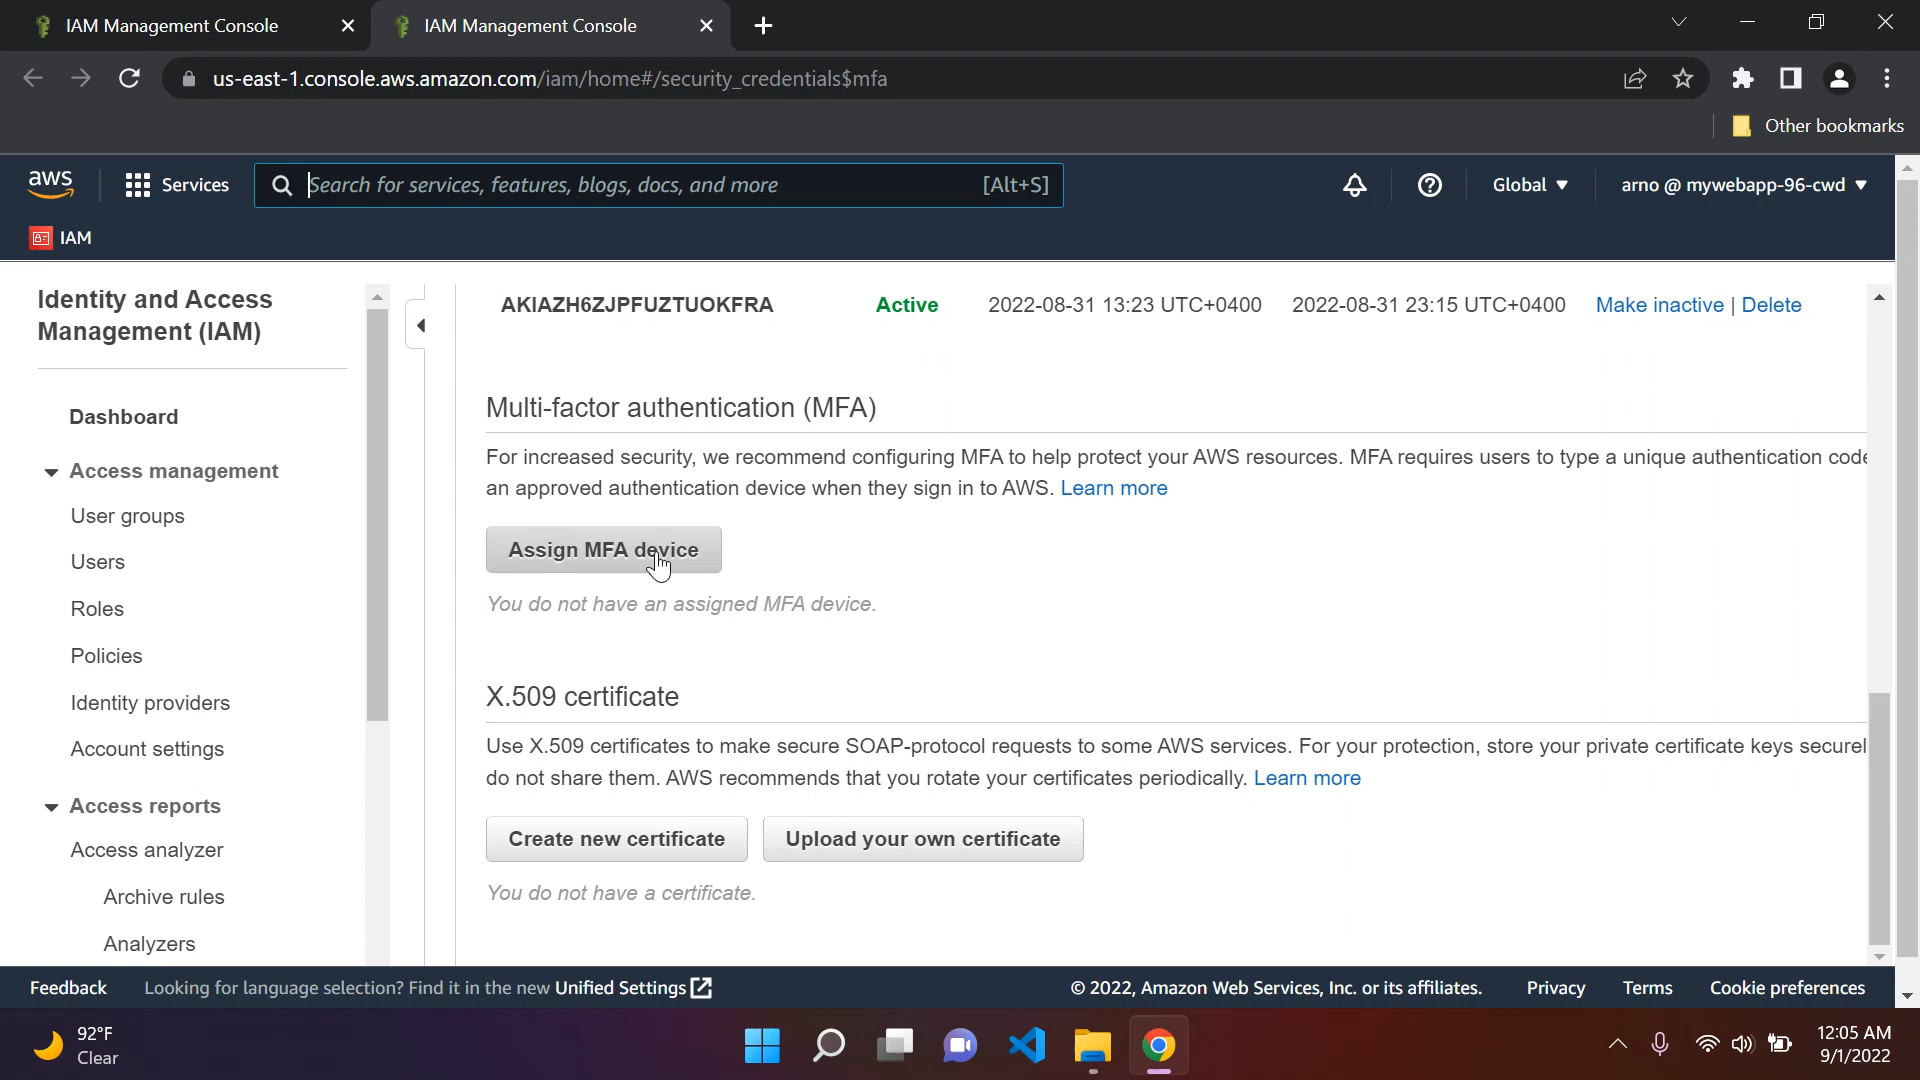 IAM Management Console
IAM Management Console
us-east-1.console.aws.amazon.com/iam/home#/security_credentials$mfa
Other bookmarks
aws
Services
Search for services, features, blogs, docs, and more
[Alt+S]
Global
arno @ mywebapp-96-cwd
IAM
Identity and Access
Management (IAM)
Dashboard
Access management
User groups
Users
Roles
Policies
Identity providers
Account settings
Access reports
Access analyzer
Archive rules
Analyzers
AKIAZH6ZJPFUZTUOKFRA Active 2022-08-31 13:23 UTC+0400 2022-08-31 23:15 UTC+0400 Make inactive | Delete
Multi-factor authentication (MFA)
For increased security, we recommend configuring MFA to help protect your AWS resources. MFA requires users to type a unique authentication code
an approved authentication device when they sign in to AWS. Learn more
Assign MFA device
You do not have an assigned MFA device.
X.509 certificate
Use X.509 certificates to make secure SOAP-protocol requests to some AWS services. For your protection, store your private certificate keys securel
do not share them. AWS recommends that you rotate your certificates periodically. Learn more
Create new certificate
Upload your own certificate
You do not have a certificate.
Feedback
Looking for language selection? Find it in the new Unified Settings
© 2022, Amazon Web Services, Inc. or its affiliates.
Privacy
Terms
Cookie preferences
92°F
Clear
12:05 AM
9/1/2022